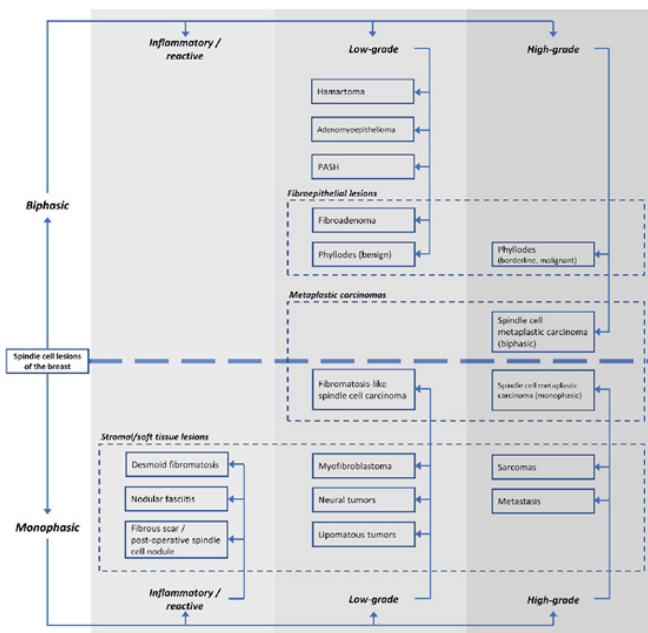 Inflammatory /
reactive
Low-grade
High-grade
Hamartoma
Adenomyoepithelioma
PASH
Biphasic
Fibroepithelial lesions
Fibroadenoma
Phyllodes (benign)
Phyllodes
(borderline, malignant)
Metaplastic carcinomas
Spindle cell
metaplastic carcinoma
(biphasic)
Spindle cell lesions
of the breast
Fibromatosis-like
spindle cell carcinoma
Spindle cell metaplastic
carcinoma (monophasic)
Stromal/soft tissue lesions
Desmoid fibromatosis
Myofibroblastoma
Sarcomas
Nodular fasciitis
Neural tumors
Metastasis
Monophasic
Fibrous scar /
post-operative spindle
cell nodule
Lipomatous tumors
Inflammatory /
reactive
Low-grade
High-grade